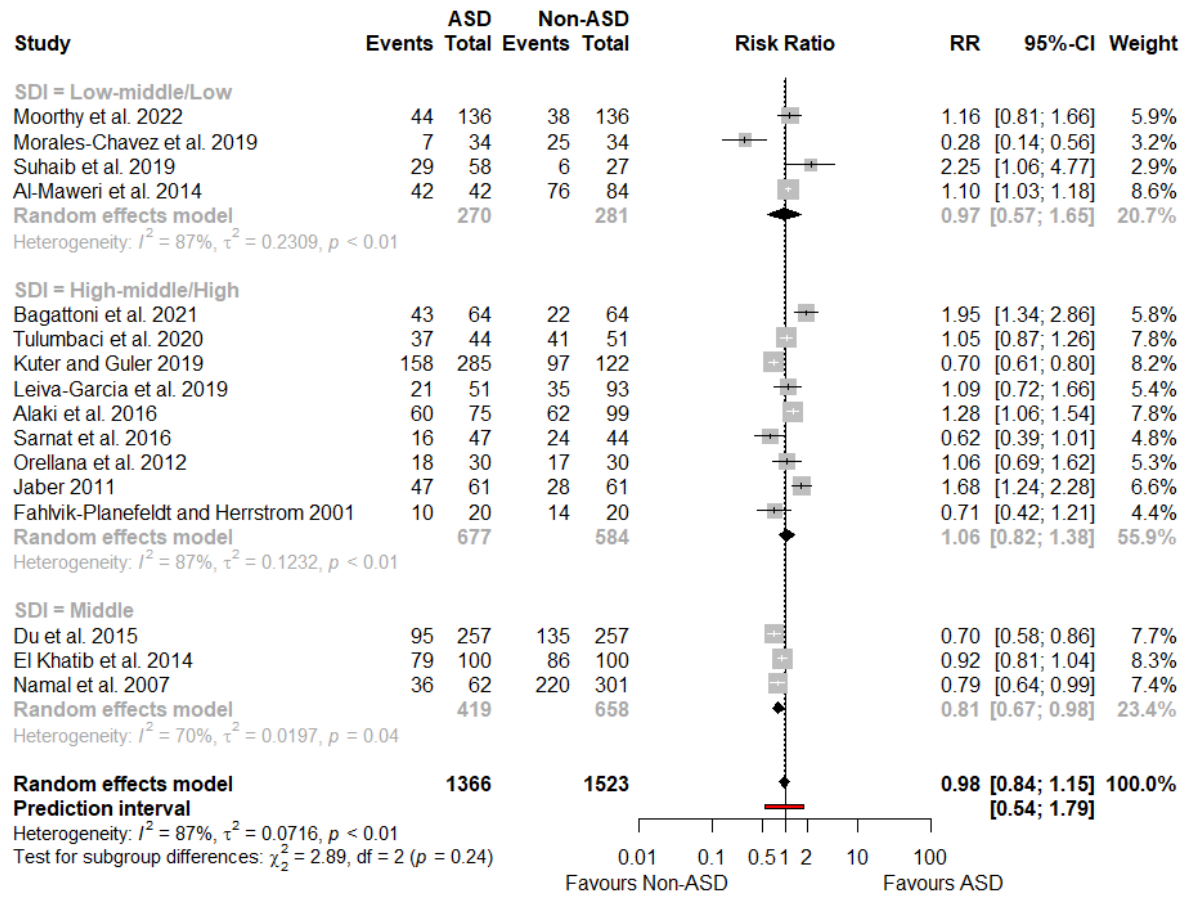 ASD Non-ASD
Study Events Total Events Total Risk Ratio RR 95%-CI Weight
SDI = Low-middle/Low
Moorthy et al. 2022 44 136 38 136 1.16 [0.81; 1.66] 5.9%
Morales-Chavez et al. 2019 7 34 25 34 0.28 [0.14; 0.56] 3.2%
Suhaib et al. 2019 29 58 6 27 2.25 [1.06; 4.77] 2.9%
Al-Maweri et al. 2014 42 42 76 84 1.10 [1.03; 1.18] 8.6%
Random effects model 270 281 0.97 [0.57; 1.65] 20.7%
Heterogeneity: I² = 87%, τ² = 0.2309, p < 0.01
SDI = High-middle/High
Bagattoni et al. 2021 43 64 22 64 1.95 [1.34; 2.86] 5.8%
Tulumbaci et al. 2020 37 44 41 51 1.05 [0.87; 1.26] 7.8%
Kuter and Guler 2019 158 285 97 122 0.70 [0.61; 0.80] 8.2%
Leiva-Garcia et al. 2019 21 51 35 93 1.09 [0.72; 1.66] 5.4%
Alaki et al. 2016 60 75 62 99 1.28 [1.06; 1.54] 7.8%
Sarnat et al. 2016 16 47 24 44 0.62 [0.39; 1.01] 4.8%
Orellana et al. 2012 18 30 17 30 1.06 [0.69; 1.62] 5.3%
Jaber 2011 47 61 28 61 1.68 [1.24; 2.28] 6.6%
Fahlvik-Planefeldt and Herrstrom 2001 10 20 14 20 0.71 [0.42; 1.21] 4.4%
Random effects model 677 584 1.06 [0.82; 1.38] 55.9%
Heterogeneity: I² = 87%, τ² = 0.1232, p < 0.01
SDI = Middle
Du et al. 2015 95 257 135 257 0.70 [0.58; 0.86] 7.7%
El Khatib et al. 2014 79 100 86 100 0.92 [0.81; 1.04] 8.3%
Namal et al. 2007 36 62 220 301 0.79 [0.64; 0.99] 7.4%
Random effects model 419 658 0.81 [0.67; 0.98] 23.4%
Heterogeneity: I² = 70%, τ² = 0.0197, p = 0.04
Random effects model 1366 1523 0.98 [0.84; 1.15] 100.0%
Prediction interval [0.54; 1.79]
Heterogeneity: I² = 87%, τ² = 0.0716, p < 0.01
Test for subgroup differences: χ²₂ = 2.89, df = 2 (p = 0.24)
0.01 0.1 0.5 1 2 10 100
Favours Non-ASD Favours ASD